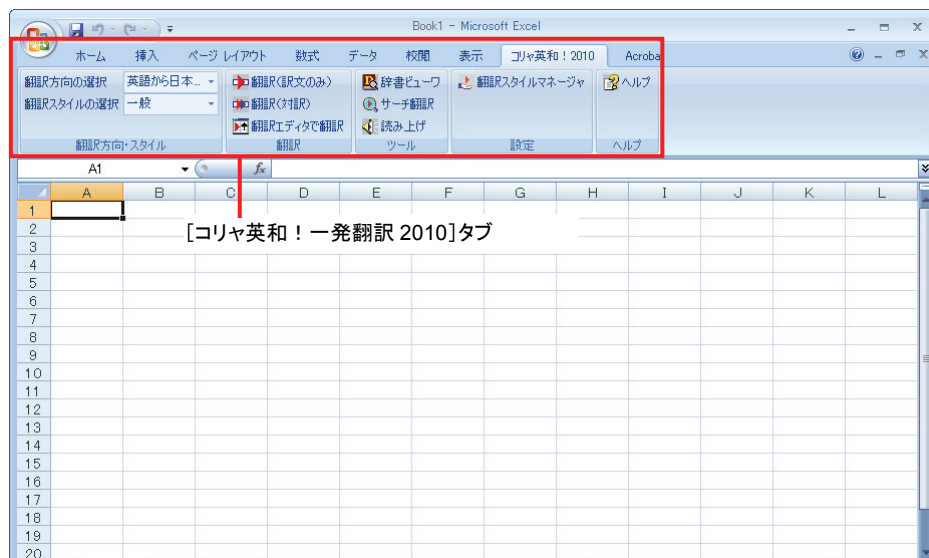 Book1 - Microsoft Excel
ホーム 挿入 ページ レイアウト 数式 データ 校閲 表示 コリャ英和！2010 Acroba
翻訳方向の選択 英語から日本... 翻訳(訳文のみ) 辞書ビューワ 翻訳スタイルマネージャ ヘルプ
翻訳スタイルの選択 一般 翻訳(対訳) サーチ翻訳
翻訳エディタで翻訳 読み上げ
翻訳方向・スタイル 翻訳 ツール 設定 ヘルプ
A1 fx
A B C D E F G H I J K L
1
2
[コリャ英和！一発翻訳 2010]タブ
3
4
5
6
7
8
9
10
11
12
13
14
15
16
17
18
19
20